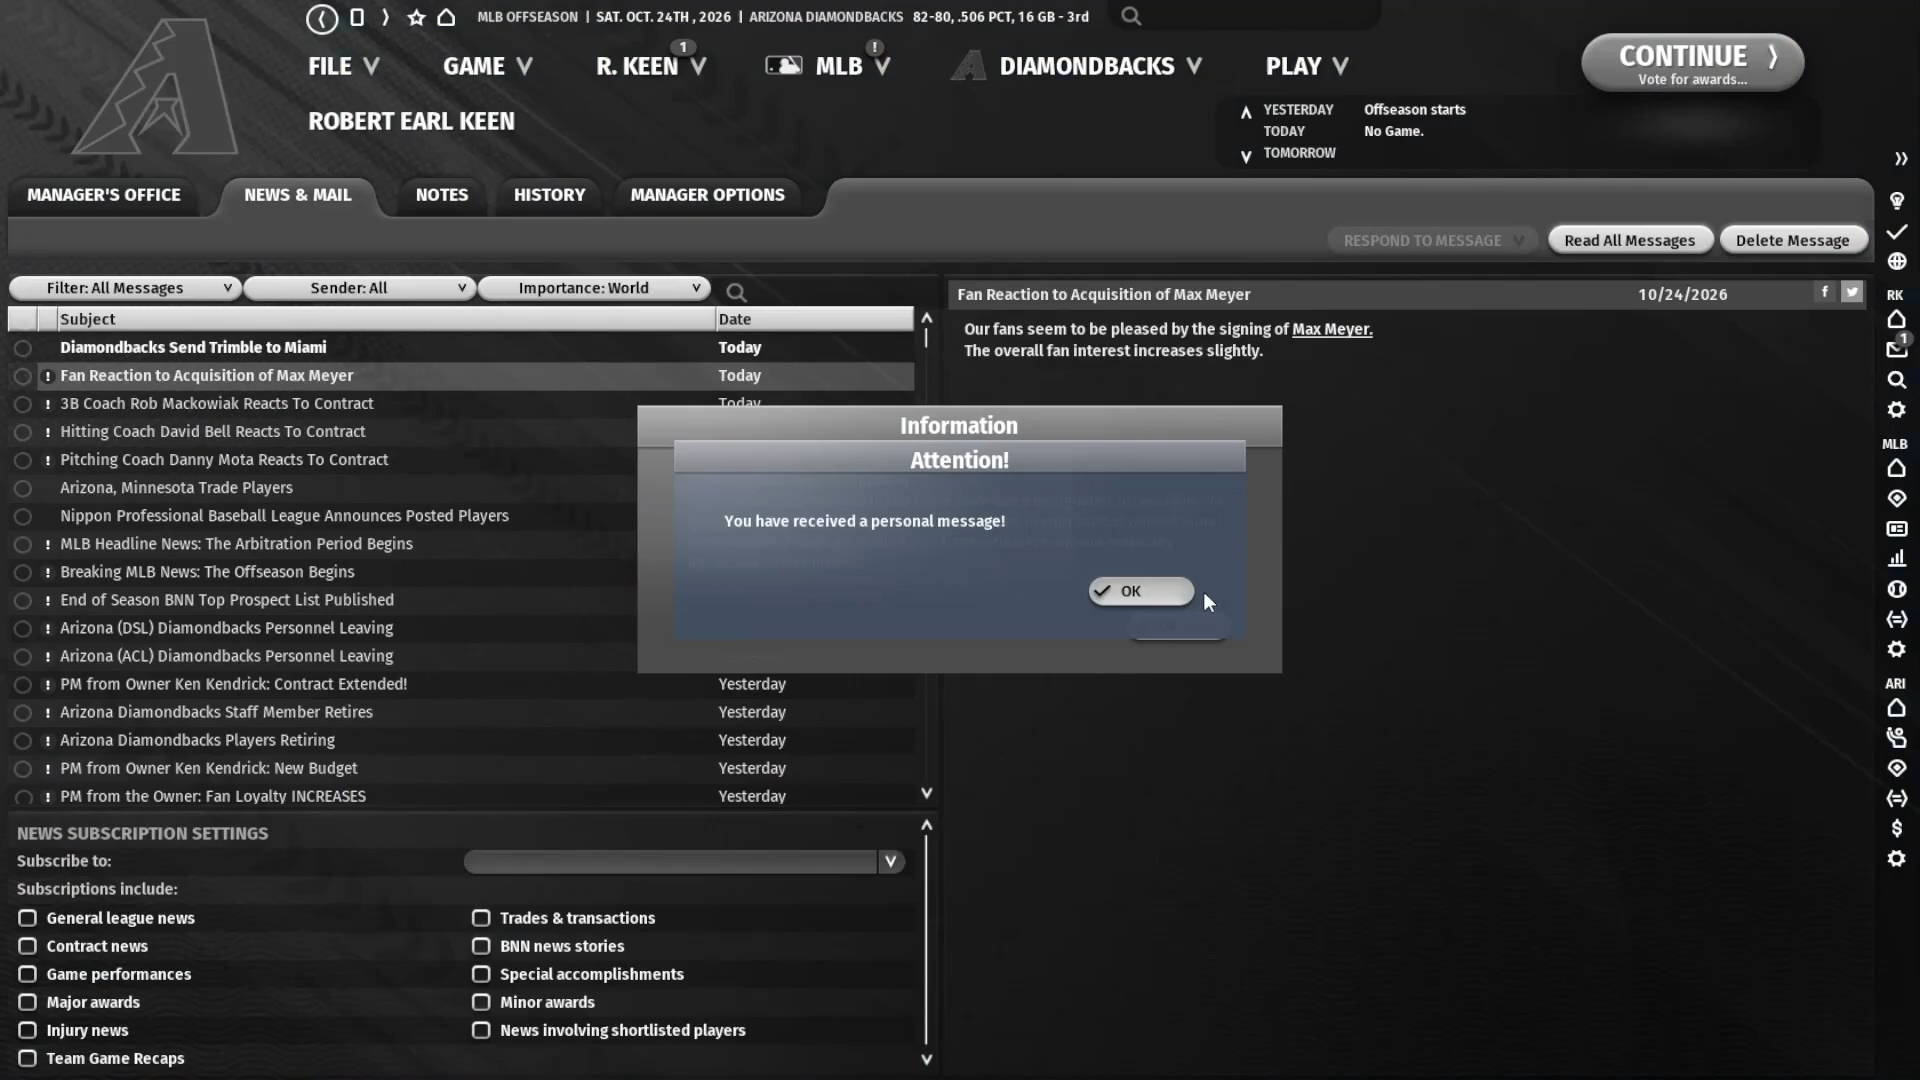 MLB OFFSEASON | SAT. OCT. 24TH , 2026 | ARIZONA DIAMONDBACKS 82-80, .506 PCT, 16 GB - 3rd
FILE
GAME
R. KEEN
1
MLB
!
DIAMONDBACKS
PLAY
CONTINUE
Vote for awards...
ROBERT EARL KEEN
YESTERDAY Offseason starts
TODAY No Game.
TOMORROW
MANAGER'S OFFICE
NEWS & MAIL
NOTES
HISTORY
MANAGER OPTIONS
RESPOND TO MESSAGE
Read All Messages
Delete Message
Filter: All Messages
Sender: All
Importance: World
Subject Date
Diamondbacks Send Trimble to Miami Today
! Fan Reaction to Acquisition of Max Meyer Today
! 3B Coach Rob Mackowiak Reacts To Contract Today
! Hitting Coach David Bell Reacts To Contract
! Pitching Coach Danny Mota Reacts To Contract
Arizona, Minnesota Trade Players
Nippon Professional Baseball League Announces Posted Players
! MLB Headline News: The Arbitration Period Begins
! Breaking MLB News: The Offseason Begins
! End of Season BNN Top Prospect List Published
! Arizona (DSL) Diamondbacks Personnel Leaving
! Arizona (ACL) Diamondbacks Personnel Leaving
! PM from Owner Ken Kendrick: Contract Extended! Yesterday
! Arizona Diamondbacks Staff Member Retires Yesterday
! Arizona Diamondbacks Players Retiring Yesterday
! PM from Owner Ken Kendrick: New Budget Yesterday
! PM from the Owner: Fan Loyalty INCREASES Yesterday
Fan Reaction to Acquisition of Max Meyer 10/24/2026
Our fans seem to be pleased by the signing of Max Meyer.
The overall fan interest increases slightly.
Information
Attention!
You have received a personal message!
OK
NEWS SUBSCRIPTION SETTINGS
Subscribe to:
Subscriptions include:
General league news
Trades & transactions
Contract news
BNN news stories
Game performances
Special accomplishments
Major awards
Minor awards
Injury news
News involving shortlisted players
Team Game Recaps
RK
1
MLB
ARI